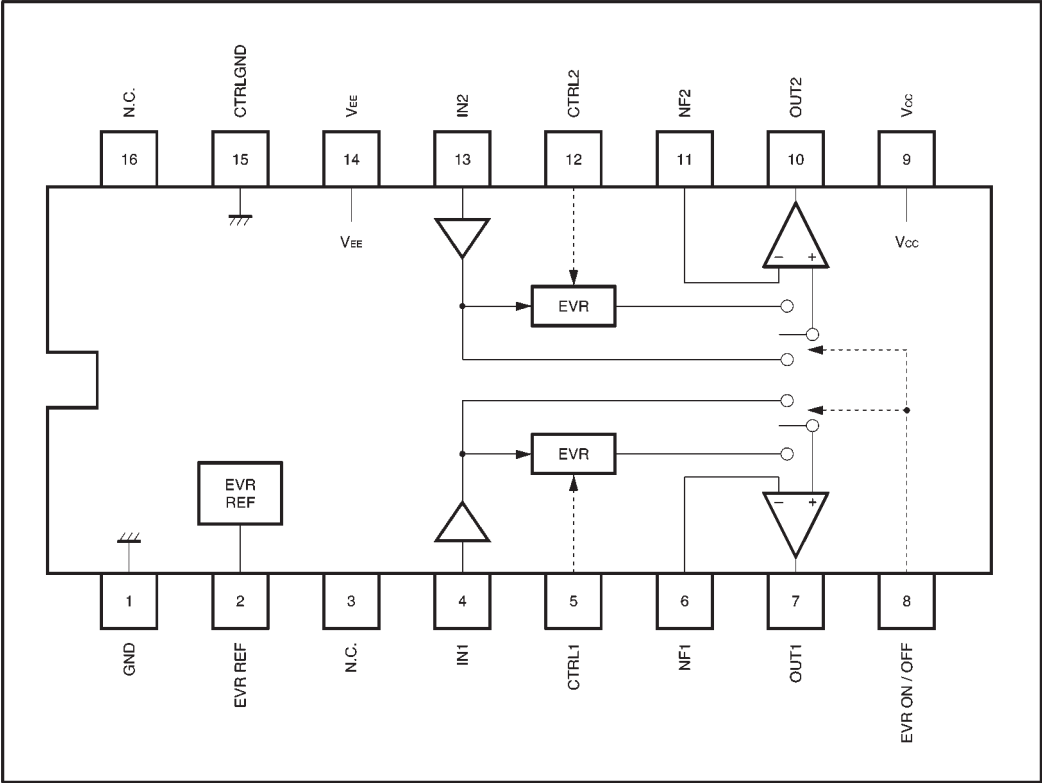 N.C.
CTRLGND
VEE
IN2
CTRL2
NF2
OUT2
VCC
16
15
14
13
12
11
10
9
VEE
VCC
− +
EVR
EVR
− +
EVR
REF
1
2
3
4
5
6
7
8
GND
EVR REF
N.C.
IN1
CTRL1
NF1
OUT1
EVR ON / OFF